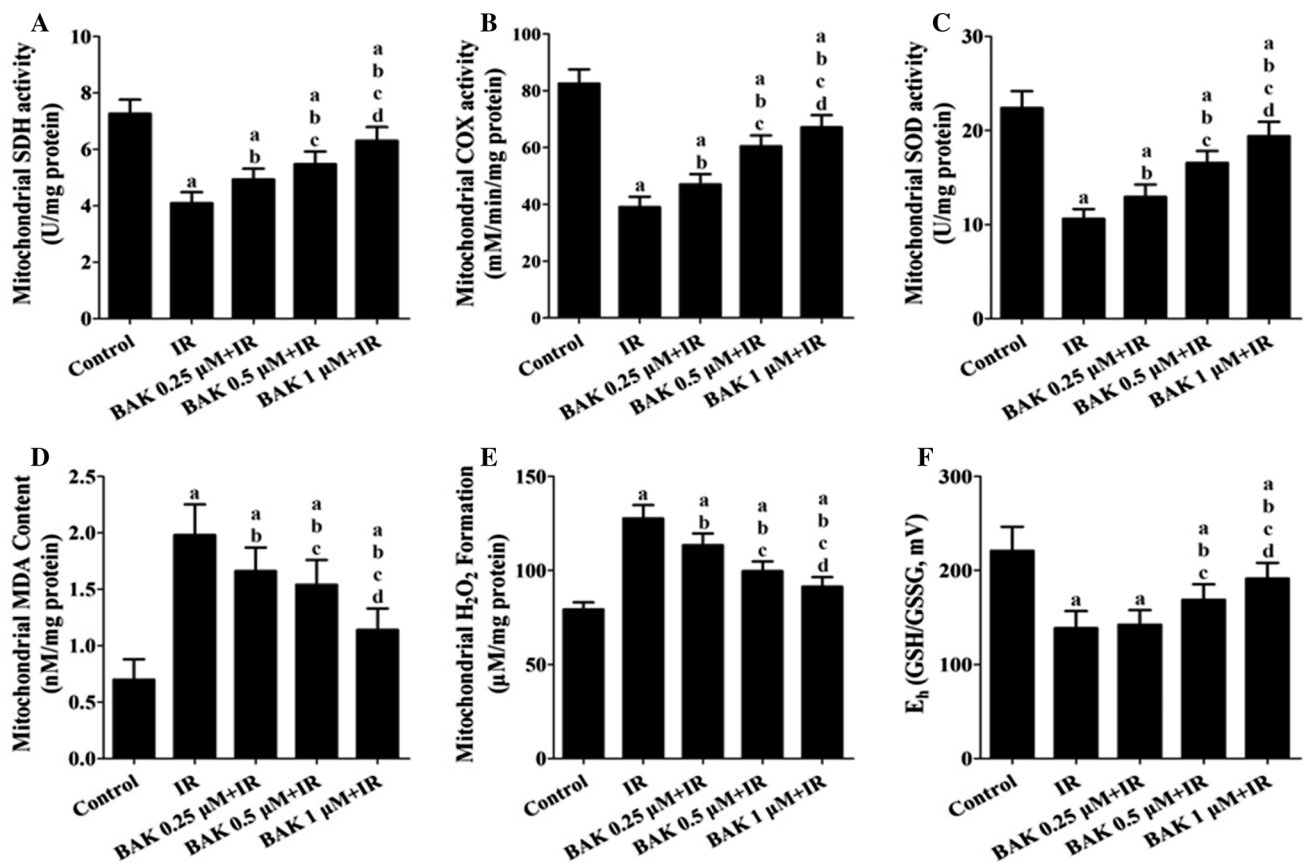 A
Mitochondrial SDH activity
(U/mg protein)
10
8
6
4
2
0
a
a
b
a
b
c
a
b
c
d
Control
IR
BAK 0.25 μM+IR
BAK 0.5 μM+IR
BAK 1 μM+IR
B
Mitochondrial COX activity
(mM/min/mg protein)
100
80
60
40
20
0
a
a
b
a
b
c
a
b
c
d
Control
IR
BAK 0.25 μM+IR
BAK 0.5 μM+IR
BAK 1 μM+IR
C
Mitochondrial SOD activity
(U/mg protein)
30
20
10
0
a
a
b
a
b
c
a
b
c
d
Control
IR
BAK 0.25 μM+IR
BAK 0.5 μM+IR
BAK 1 μM+IR
D
Mitochondrial MDA Content
(nM/mg protein)
2.5
2.0
1.5
1.0
0.5
0.0
a
a
b
a
b
c
a
b
c
d
Control
IR
BAK 0.25 μM+IR
BAK 0.5 μM+IR
BAK 1 μM+IR
E
Mitochondrial H₂O₂ Formation
(μM/mg protein)
150
100
50
0
a
a
b
a
b
c
a
b
c
d
Control
IR
BAK 0.25 μM+IR
BAK 0.5 μM+IR
BAK 1 μM+IR
F
Eₕ (GSH/GSSG, mV)
300
200
100
0
a
a
a
b
c
a
b
c
d
Control
IR
BAK 0.25 μM+IR
BAK 0.5 μM+IR
BAK 1 μM+IR